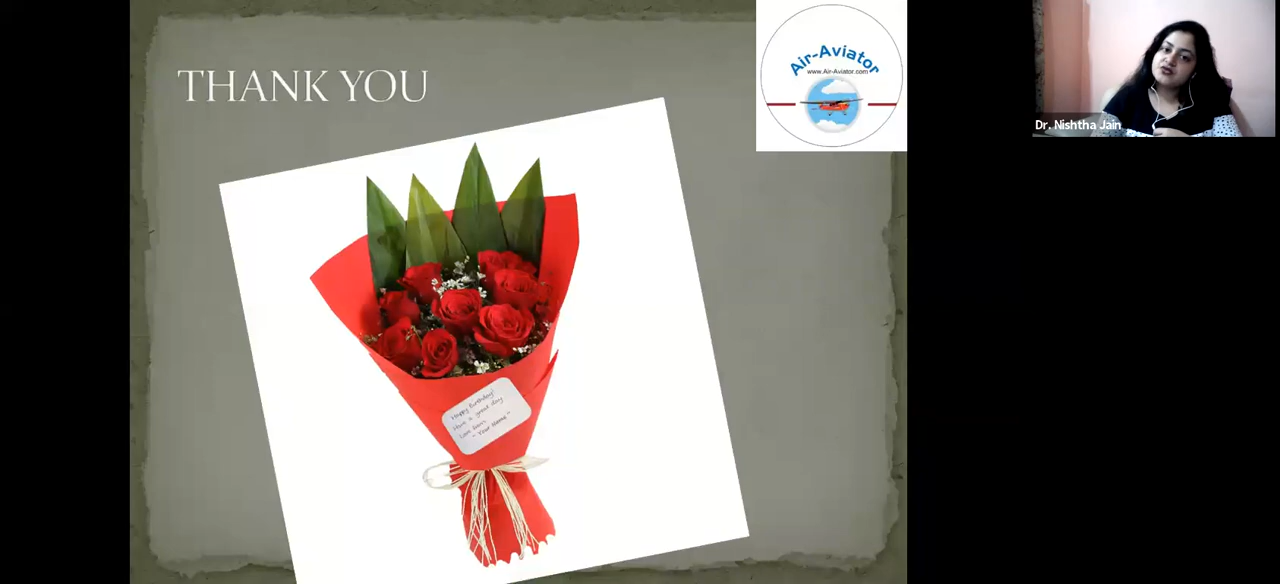 THANK YOU
Air-Aviator
www.Air-Aviator.com
Dr. Nishtha Jain
Happy Birthday!
Have a great day
Love from
~ Your Name ~